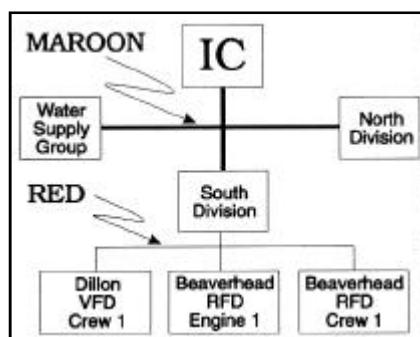 MAROON
IC
Water
Supply
Group
North
Division
South
Division
RED
Dillon
VFD
Crew 1
Beaverhead
RFD
Engine 1
Beaverhead
RFD
Crew 1